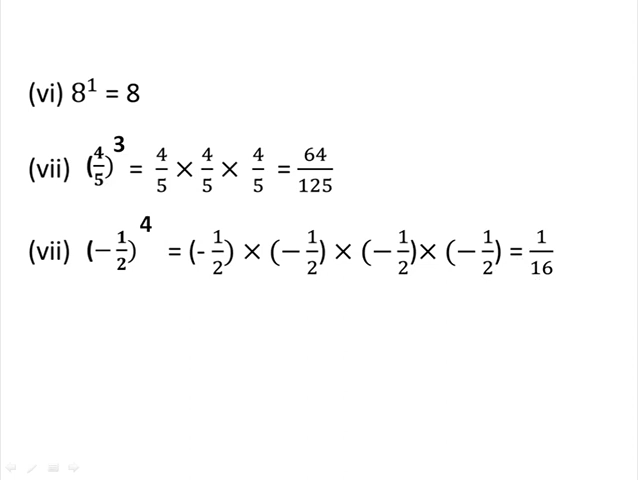 (vi) 8¹ = 8
(vii) (4/5)³ = 4/5 × 4/5 × 4/5 = 64/125
(vii) (−1/2)⁴ = (-1/2) × (−1/2) × (−1/2)× (−1/2) = 1/16